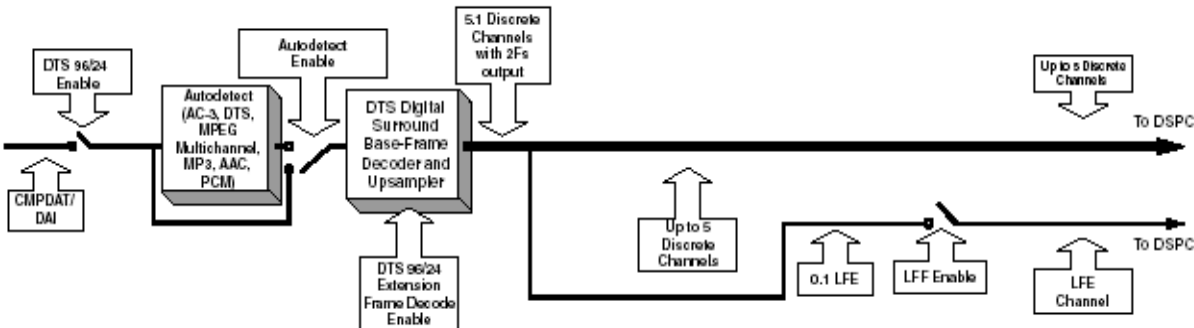 DTS 96/24
Enable
CMPDAT/
DAI
Autodetect
(AC-3, DTS,
MPEG
Multichannel,
MP3, AAC,
PCM)
Autodetect
Enable
DTS Digital
Surround
Base-Frame
Decoder and
Upsampler
DTS 96/24
Extension
Frame Decode
Enable
5.1 Discrete
Channels
with 2Fs
output
Up to 5 Discrete
Channels
To DSPC
Up to 5
Discrete
Channels
0.1 LFE
LFF Enable
LFE
Channel
To DSPC